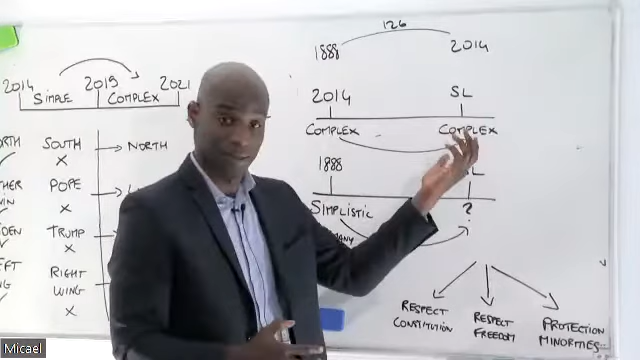 126
1888 2014
2014 2019 2021
SIMPLE COMPLEX
2014 SL
COMPLEX COMPLEX
SOUTH → NORTH
X
1888
POPE
X
SIMPLISTIC ?
TRUMP
X
RIGHT
WING
X
RESPECT
CONSTITUTION
RESPECT
FREEDOM
PROTECTION
MINORITIES
Micael